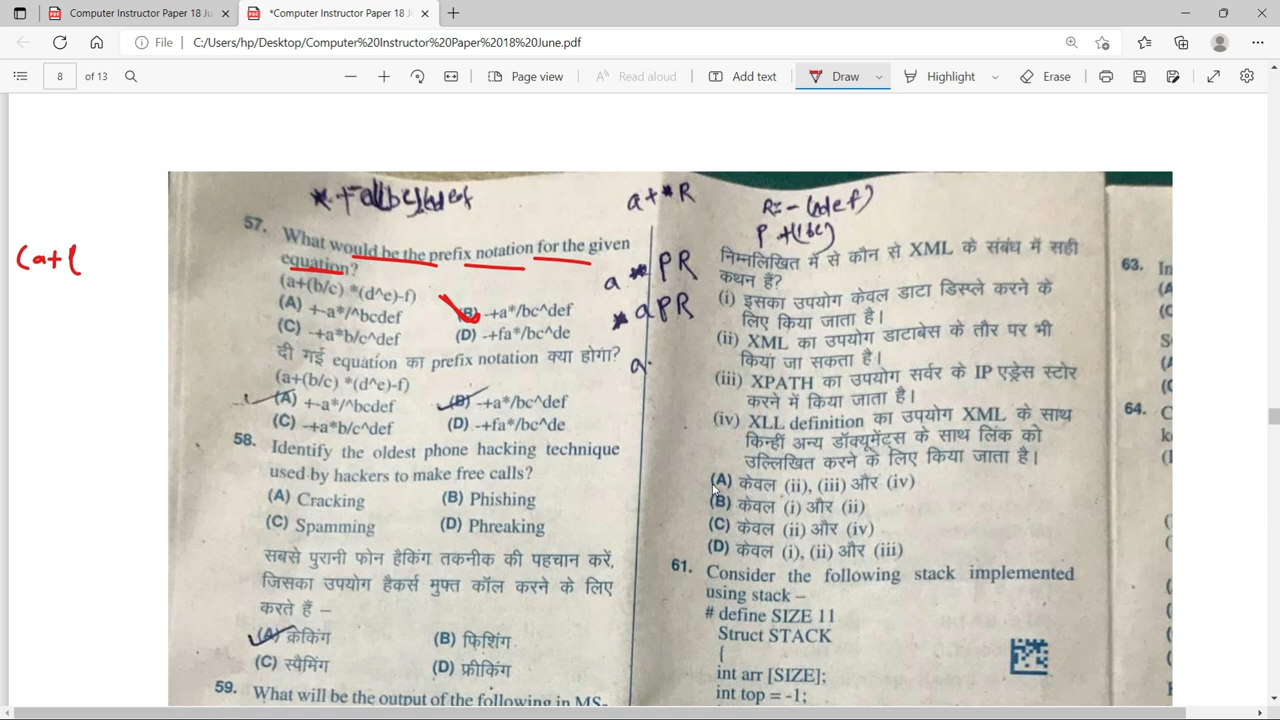 Computer Instructor Paper 18 Ju
*Computer Instructor Paper 18 J
File
C:/Users/hp/Desktop/Computer%20Instructor%20Paper%2018%20June.pdf
8 of 13
Page view
Read aloud
Add text
Draw
Highlight
Erase
(a+(
57. What would be the prefix notation for the given
equation?
(a+(b/c) *(d^e)-f)
(A) +-a*/^bcdef
(B) -+a*/bc^def
(C) -+a*b/c^def
(D) -+fa*/bc^de
दी गई equation का prefix notation क्या होगा?
(a+(b/c) *(d^e)-f)
(A) +-a*/^bcdef
(B) -+a*/bc^def
(C) -+a*b/c^def
(D) -+fa*/bc^de
58. Identify the oldest phone hacking technique
used by hackers to make free calls?
(A) Cracking
(B) Phishing
(C) Spamming
(D) Phreaking
सबसे पुरानी फोन हैकिंग तकनीक की पहचान करें,
जिसका उपयोग हैकर्स मुफ्त कॉल करने के लिए
करते हैं –
(A) क्रेकिंग
(B) फ़िशिंग
(C) स्पैमिंग
(D) फ्रीकिंग
59. What will be the output of the following in MS-
a+*R
a * PR
* aPR
a
निम्नलिखित में से कौन से XML के संबंध में सही
कथन हैं?
(i) इसका उपयोग केवल डाटा डिस्प्ले करने के
लिए किया जाता है।
(ii) XML का उपयोग डाटाबेस के तौर पर भी
किया जा सकता है।
(iii) XPATH का उपयोग सर्वर के IP एड्रेस स्टोर
करने में किया जाता है।
(iv) XLL definition का उपयोग XML के साथ
किन्हीं अन्य डॉक्यूमेंट्स के साथ लिंक को
उल्लिखित करने के लिए किया जाता है।
(A) केवल (ii), (iii) और (iv)
(B) केवल (i) और (ii)
(C) केवल (ii) और (iv)
(D) केवल (i), (ii) और (iii)
61. Consider the following stack implemented
using stack –
# define SIZE 11
Struct STACK
{
int arr [SIZE];
int top = -1;
63. In
(A
(C
64. C